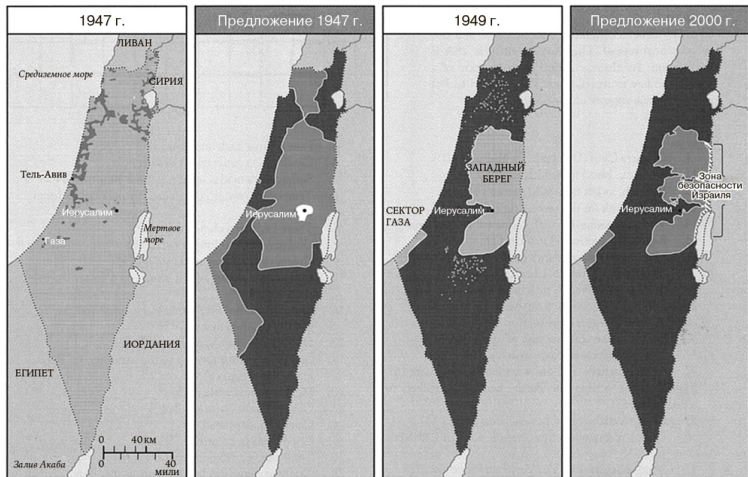 1947 г.
ЛИВАН
Средиземное море
СИРИЯ
Тель-Авив
Иерусалим
Газа
Мертвое
море
ИОРДАНИЯ
ЕГИПЕТ
0 40 км
0 40
мили
Залив Акаба
Предложение 1947 г.
Иерусалим
1949 г.
ЗАПАДНЫЙ
БЕРЕГ
СЕКТОР
ГАЗА
Иерусалим
Предложение 2000 г.
Зона
безопасности
Израиля
Иерусалим